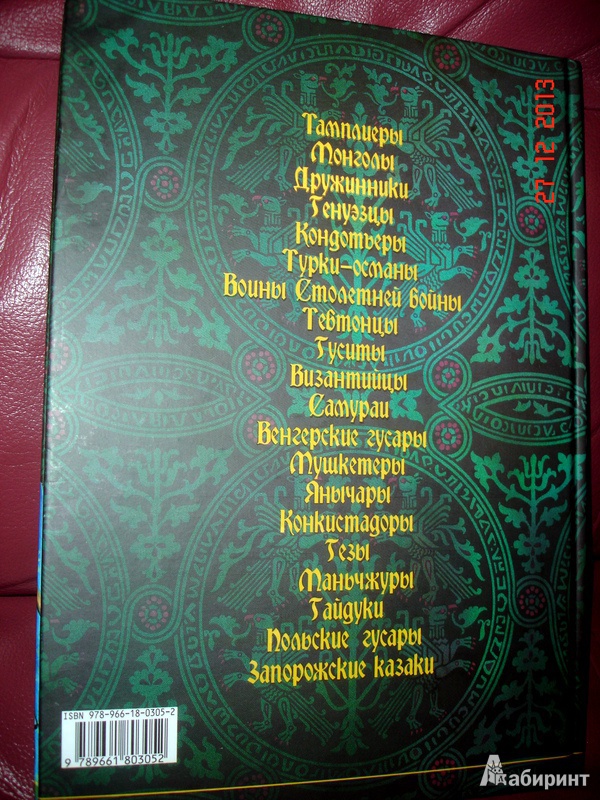 27 12 2013
Тамплиеры
Монголы
Дружинники
Генуэзцы
Кондотьеры
Турки-османы
Воины Столетней войны
Тевтонцы
Гуситы
Византийцы
Самураи
Венгерские гусары
Мушкетеры
Янычары
Конкистадоры
Гезы
Маньчжуры
Гайдуки
Польские гусары
Запорожские казаки
ISBN 978-966-18-0305-2
9 789661 803052
Лабиринт